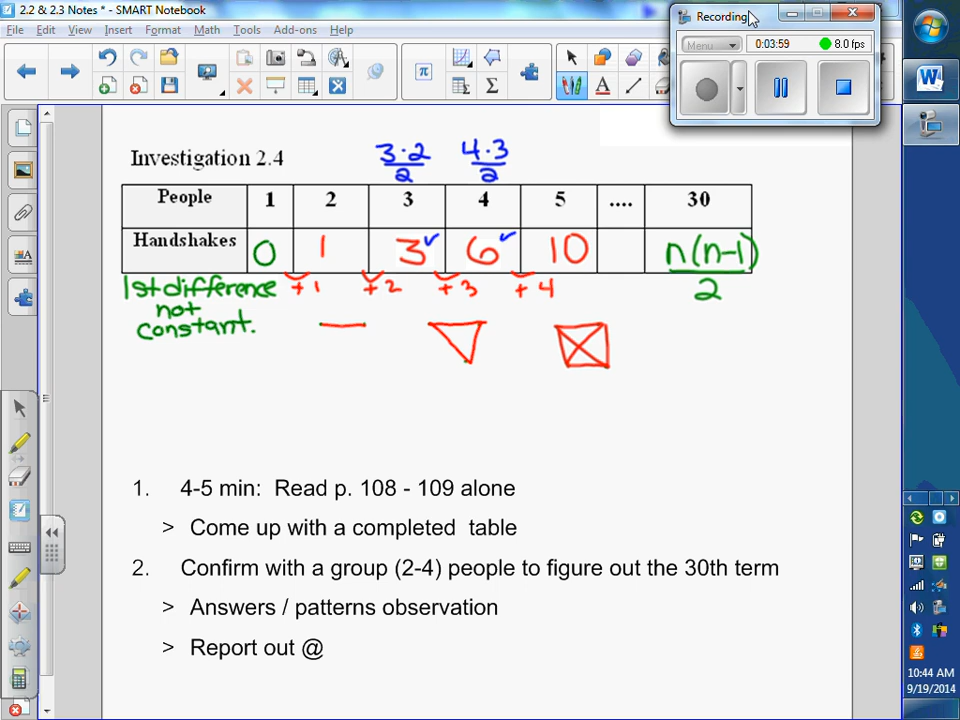 2.2 & 2.3 Notes * - SMART Notebook
File Edit View Insert Format Math Tools Add-ons Help
Recording...
Menu 0:03:59 8.0 fps
Investigation 2.4
3·2/2 4·3/2
People 1 2 3 4 5 .... 30
Handshakes 0 1 3 6 10 n(n-1)/2
1st difference +1 +2 +3 +4
not
constant.
1. 4-5 min: Read p. 108 - 109 alone
> Come up with a completed table
2. Confirm with a group (2-4) people to figure out the 30th term
> Answers / patterns observation
> Report out @
10:44 AM
9/19/2014